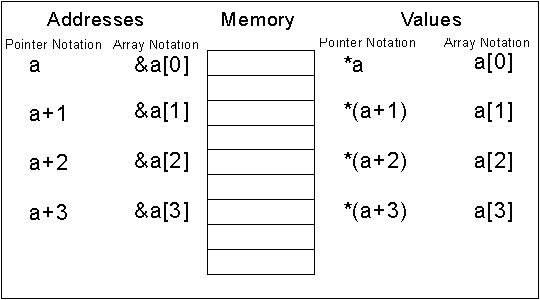 Addresses Memory Values
Pointer Notation Array Notation Pointer Notation Array Notation
a &a[0] *a a[0]
a+1 &a[1] *(a+1) a[1]
a+2 &a[2] *(a+2) a[2]
a+3 &a[3] *(a+3) a[3]